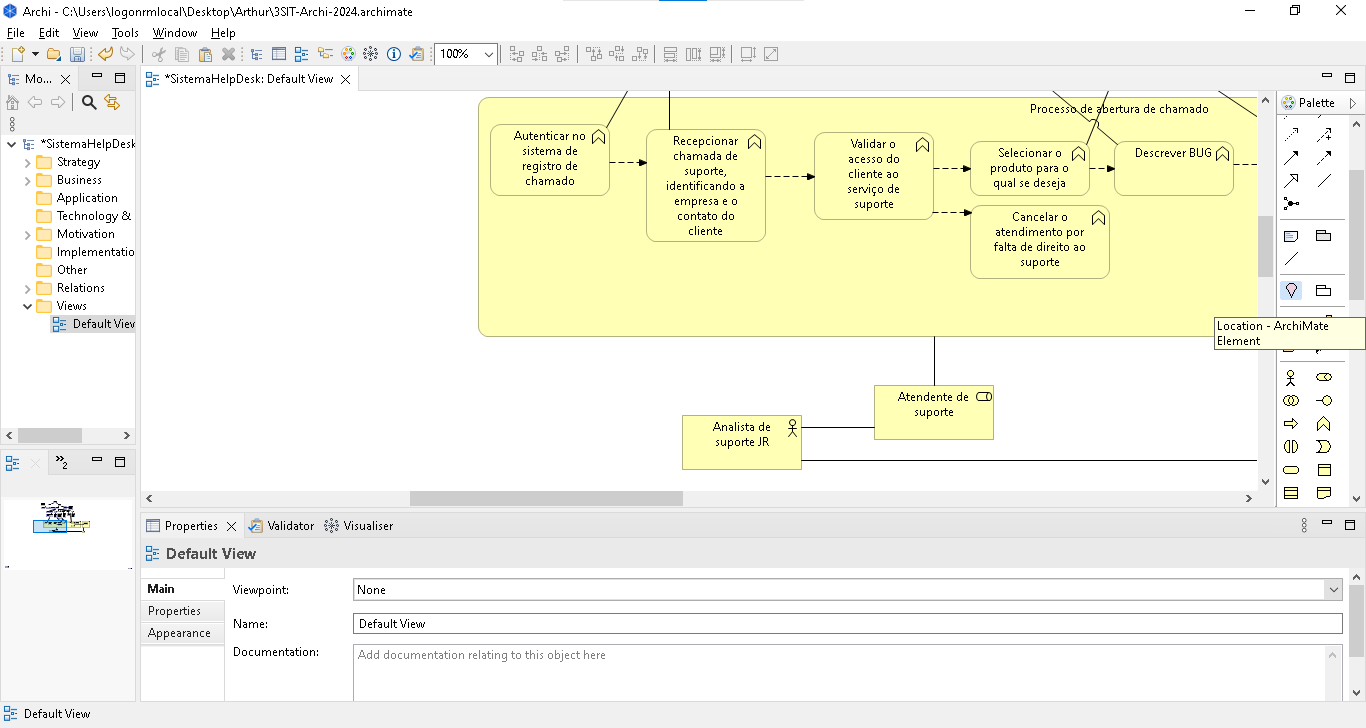 Archi - C:\Users\logonrmlocal\Desktop\Arthur\3SIT-Archi-2024.archimate
File Edit View Tools Window Help
100%
Mo...
*SistemaHelpDesk: Default View
*SistemaHelpDesk
Strategy
Business
Application
Technology &
Motivation
Implementatio
Other
Relations
Views
Default View
Processo de abertura de chamado
Autenticar no
sistema de
registro de
chamado
Recepcionar
chamada de
suporte,
identificando a
empresa e o
contato do
cliente
Validar o
acesso do
cliente ao
serviço de
suporte
Selecionar o
produto para o
qual se deseja
Descrever BUG
Cancelar o
atendimento por
falta de direito ao
suporte
Atendente de
suporte
Analista de
suporte JR
Palette
Location - ArchiMate
Element
»2
Properties
Validator
Visualiser
Default View
Main
Properties
Appearance
Viewpoint:
None
Name:
Default View
Documentation:
Add documentation relating to this object here
Default View